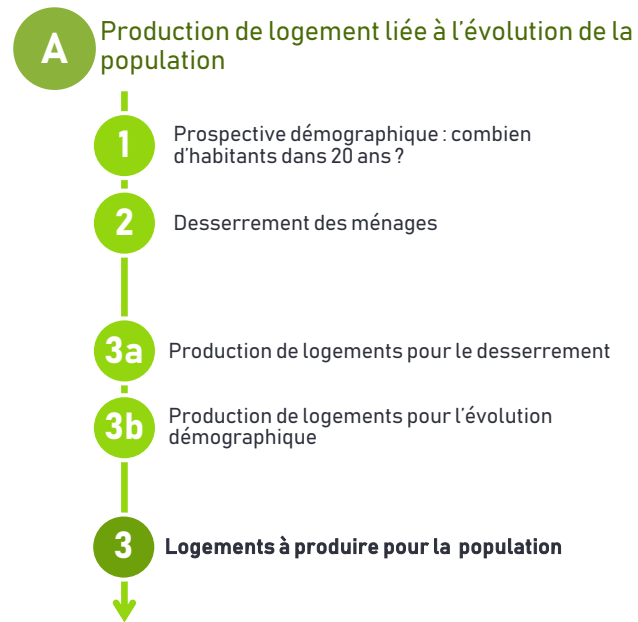 A
Production de logement liée à l'évolution de la
population
1
Prospective démographique : combien
d'habitants dans 20 ans ?
2
Desserrement des ménages
3a
Production de logements pour le desserrement
3b
Production de logements pour l'évolution
démographique
3
Logements à produire pour la population